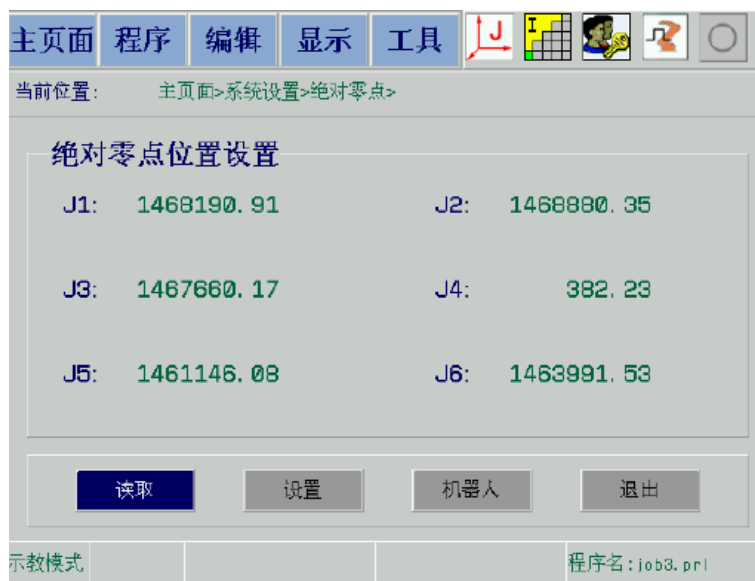 主页面 程序 编辑 显示 工具 J I
当前位置: 主页面>系统设置>绝对零点>
绝对零点位置设置
J1: 1468190.91 J2: 1468880.35
J3: 1467660.17 J4: 382.23
J5: 1461146.08 J6: 1463991.53
读取 设置 机器人 退出
示教模式 程序名:job3.prl